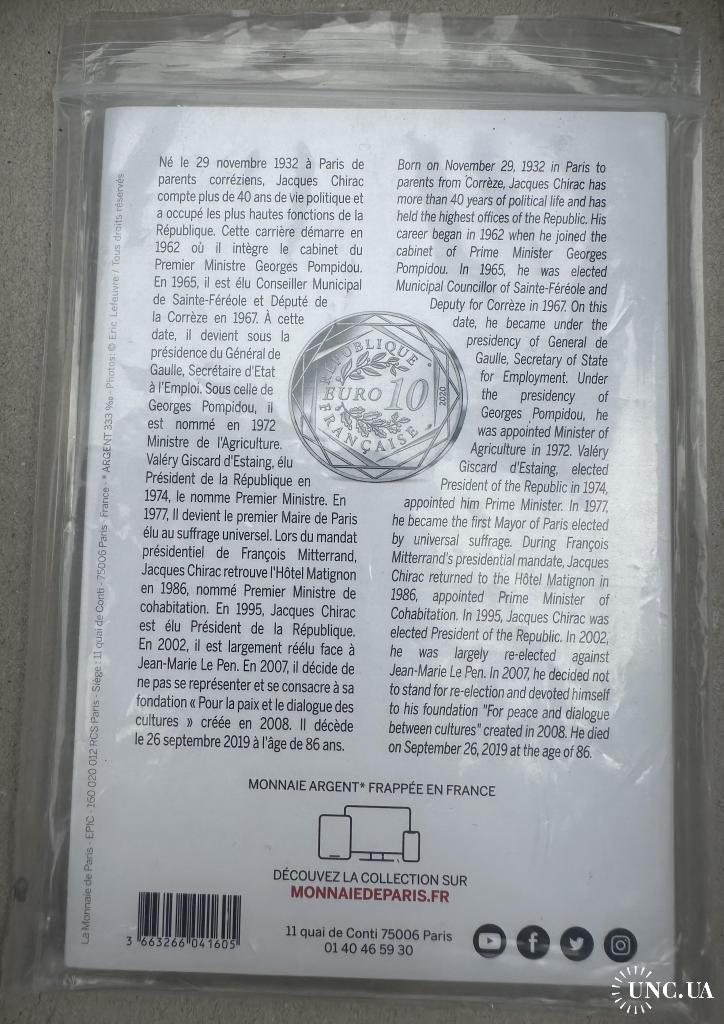 Né le 29 novembre 1932 à Paris de
parents corréziens, Jacques Chirac
compte plus de 40 ans de vie politique et
a occupé les plus hautes fonctions de la
République. Cette carrière démarre en
1962 où il intègre le cabinet du
Premier Ministre Georges Pompidou.
En 1965, il est élu Conseiller Municipal
de Sainte-Féréole et Député de
la Corrèze en 1967. À cette
date, il devient sous la
présidence du Général de
Gaulle, Secrétaire d'Etat
à l'Emploi. Sous celle de
Georges Pompidou, il
est nommé en 1972
Ministre de l'Agriculture.
Valéry Giscard d'Estaing, élu
Président de la République en
1974, le nomme Premier Ministre. En
1977, Il devient le premier Maire de Paris
élu au suffrage universel. Lors du mandat
présidentiel de François Mitterrand,
Jacques Chirac retrouve l'Hôtel Matignon
en 1986, nommé Premier Ministre de
cohabitation. En 1995, Jacques Chirac
est élu Président de la République.
En 2002, il est largement réélu face à
Jean-Marie Le Pen. En 2007, il décide de
ne pas se représenter et se consacre à sa
fondation « Pour la paix et le dialogue des
cultures » créée en 2008. Il décède
le 26 septembre 2019 à l'âge de 86 ans.
Born on November 29, 1932 in Paris to
parents from Corrèze, Jacques Chirac has
more than 40 years of political life and has
held the highest offices of the Republic. His
career began in 1962 when he joined the
cabinet of Prime Minister Georges
Pompidou. In 1965, he was elected
Municipal Councillor of Sainte-Féréole and
Deputy for Corrèze in 1967. On this
date, he became under the
presidency of General de
Gaulle, Secretary of State
for Employment. Under
the presidency of
Georges Pompidou, he
was appointed Minister of
Agriculture in 1972. Valéry
Giscard d'Estaing, elected
President of the Republic in 1974,
appointed him Prime Minister. In 1977,
he became the first Mayor of Paris elected
by universal suffrage. During François
Mitterrand's presidential mandate, Jacques
Chirac returned to the Hôtel Matignon in
1986, appointed Prime Minister of
Cohabitation. In 1995, Jacques Chirac was
elected President of the Republic. In 2002,
he was largely re-elected against
Jean-Marie Le Pen. In 2007, he decided not
to stand for re-election and devoted himself
to his foundation "For peace and dialogue
between cultures" created in 2008. He died
on September 26, 2019 at the age of 86.
RÉPUBLIQUE
EURO 10
2020
FRANÇAISE
La Monnaie de Paris - EPIC - 160 020 012 RCS Paris - Siège : 11 quai de Conti - 75006 Paris - France - * ARGENT 333 ‰ - Photos: © Eric Lefeuvre / Tous droits réservés
MONNAIE ARGENT* FRAPPÉE EN FRANCE
DÉCOUVEZ LA COLLECTION SUR
MONNAIEDEPARIS.FR
3 663266 041605
11 quai de Conti 75006 Paris
01 40 46 59 30
UNC.UA